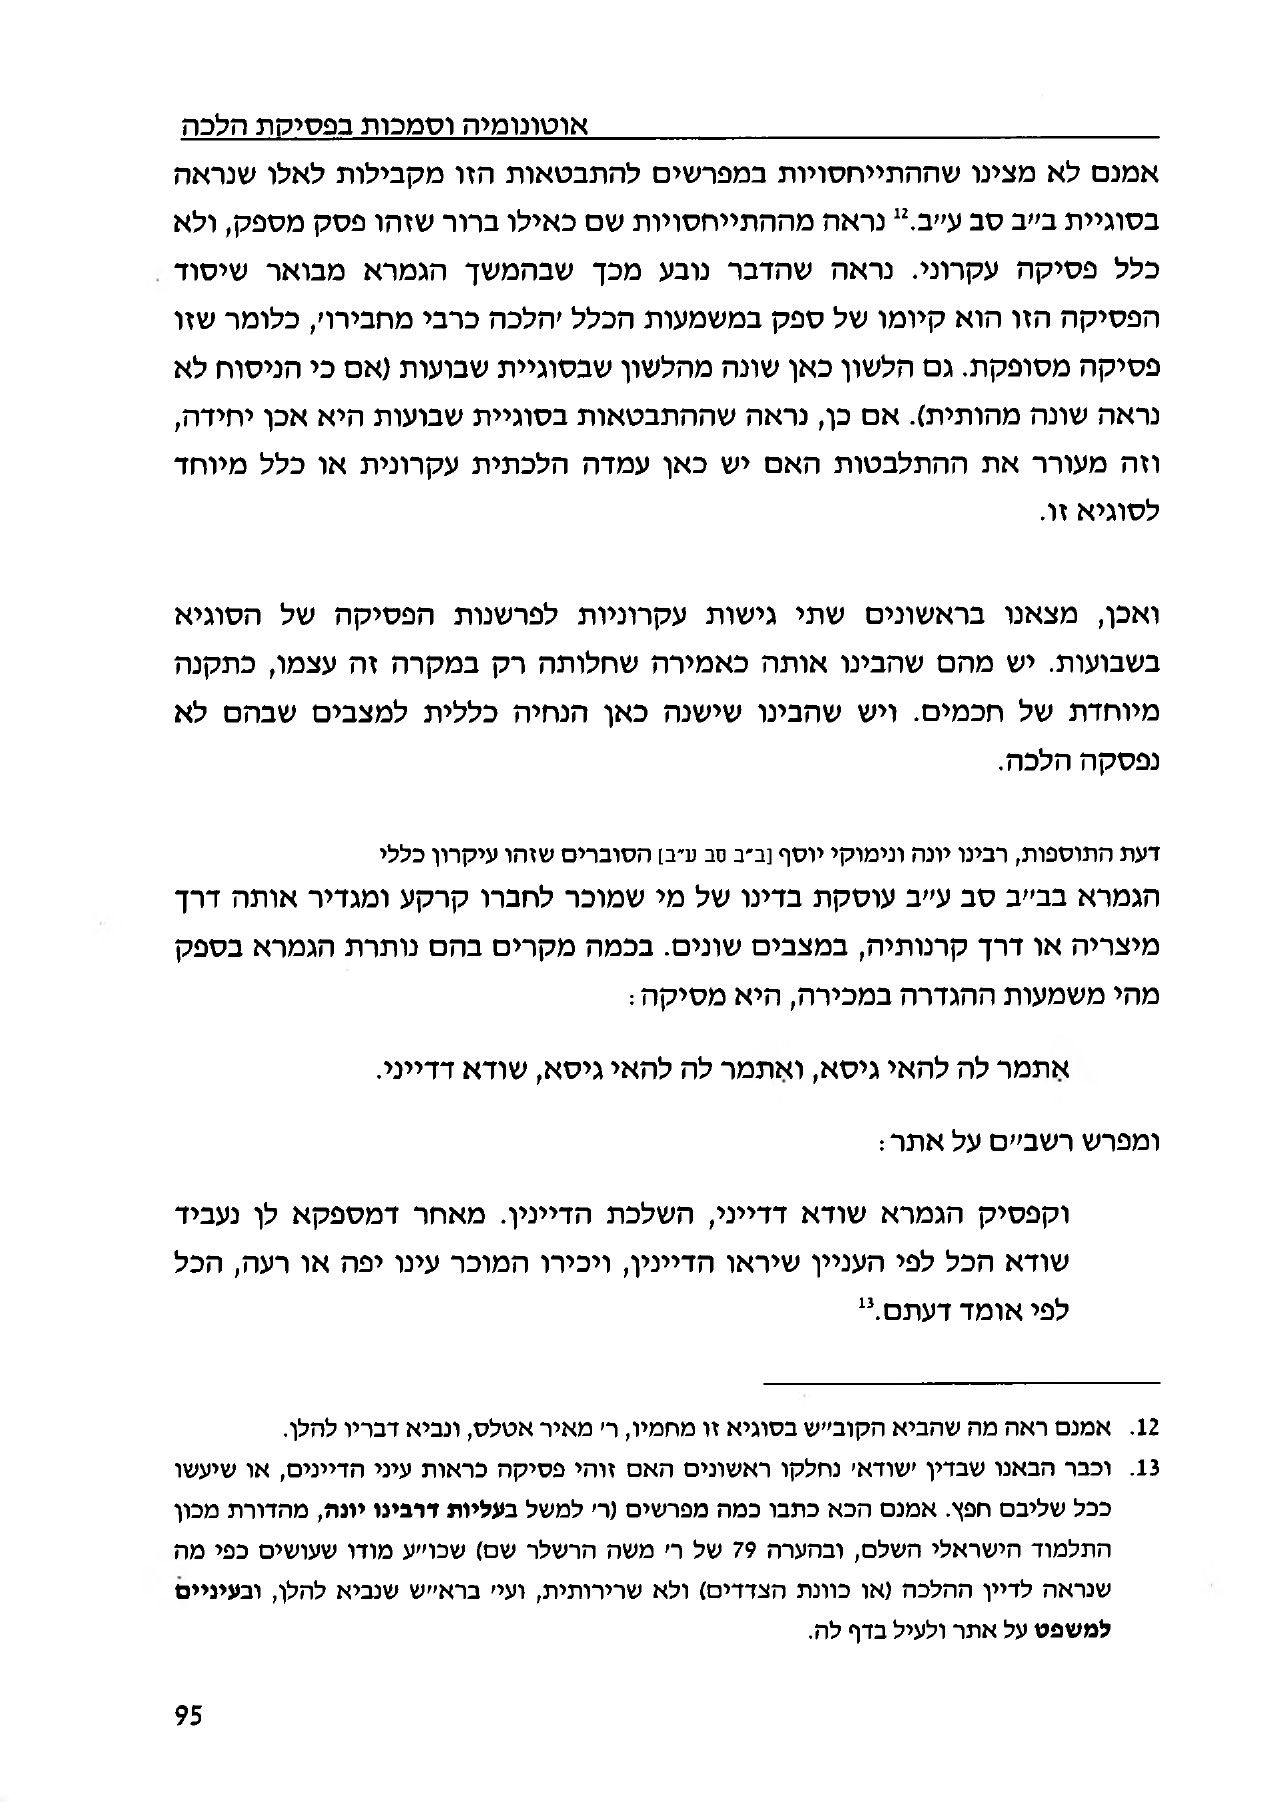 אוטונומיה וסמכות בפסיקת הלכה
אמנם לא מצינו שההתייחסויות במפרשים להתבטאות הזו מקבילות לאלו שנראה
בסוגיית ב״ב סב ע״ב.12 נראה מההתייחסויות שם כאילו ברור שזהו פסק מספק, ולא
כלל פסיקה עקרוני. נראה שהדבר נובע מכך שבהמשך הגמרא מבואר שיסוד
הפסיקה הזו הוא קיומו של ספק במשמעות הכלל ׳הלכה כרבי מחבירו׳, כלומר שזו
פסיקה מסופקת. גם הלשון כאן שונה מהלשון שבסוגיית שבועות (אם כי הניסוח לא
נראה שונה מהותית). אם כן, נראה שההתבטאות בסוגיית שבועות היא אכן יחידה,
וזה מעורר את ההתלבטות האם יש כאן עמדה הלכתית עקרונית או כלל מיוחד
לסוגיא זו.
ואכן, מצאנו בראשונים שתי גישות עקרוניות לפרשנות הפסיקה של הסוגיא
בשבועות. יש מהם שהבינו אותה כאמירה שחלותה רק במקרה זה עצמו, כתקנה
מיוחדת של חכמים. ויש שהבינו שישנה כאן הנחיה כללית למצבים שבהם לא
נפסקה הלכה.
דעת התוספות, רבינו יונה ונימוקי יוסף [ב״ב סב ע״ב] הסוברים שזהו עיקרון כללי
הגמרא בב״ב סב ע״ב עוסקת בדינו של מי שמוכר לחברו קרקע ומגדיר אותה דרך
מיצריה או דרך קרנותיה, במצבים שונים. בכמה מקרים בהם נותרת הגמרא בספק
מהי משמעות ההגדרה במכירה, היא מסיקה:
אתמר לה להאי גיסא, ואתמר לה להאי גיסא, שודא דדייני.
ומפרש רשב״ם על אתר:
וקפסיק הגמרא שודא דדייני, השלכת הדיינין. מאחר דמספקא לן נעביד
שודא הכל לפי העניין שיראו הדיינין, ויכירו המוכר עינו יפה או רעה, הכל
לפי אומד דעתם.13
12. אמנם ראה מה שהביא הקוב״ש בסוגיא זו מחמיו, ר׳ מאיר אטלס, ונביא דבריו להלן.
13. וכבר הבאנו שבדין ׳שודא׳ נחלקו ראשונים האם זוהי פסיקה כראות עיני הדיינים, או שיעשו
ככל שליבם חפץ. אמנם הכא כתבו כמה מפרשים (ר׳ למשל בעליות דרבינו יונה, מהדורת מכון
התלמוד הישראלי השלם, ובהערה 79 של ר׳ משה הרשלר שם) שכו״ע מודו שעושים כפי מה
שנראה לדיין ההלכה (או כוונת הצדדים) ולא שרירותית, ועי׳ ברא״ש שנביא להלן, ובעיניים
למשפט על אתר ולעיל בדף לה.
95